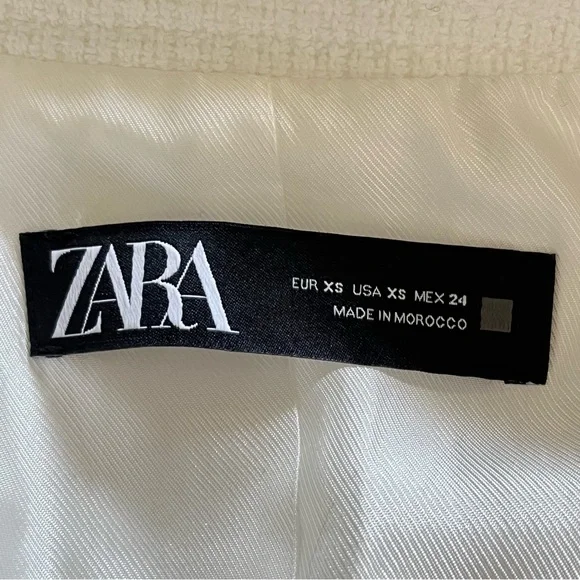 ZARA
EUR XS USA XS MEX 24
MADE IN MOROCCO